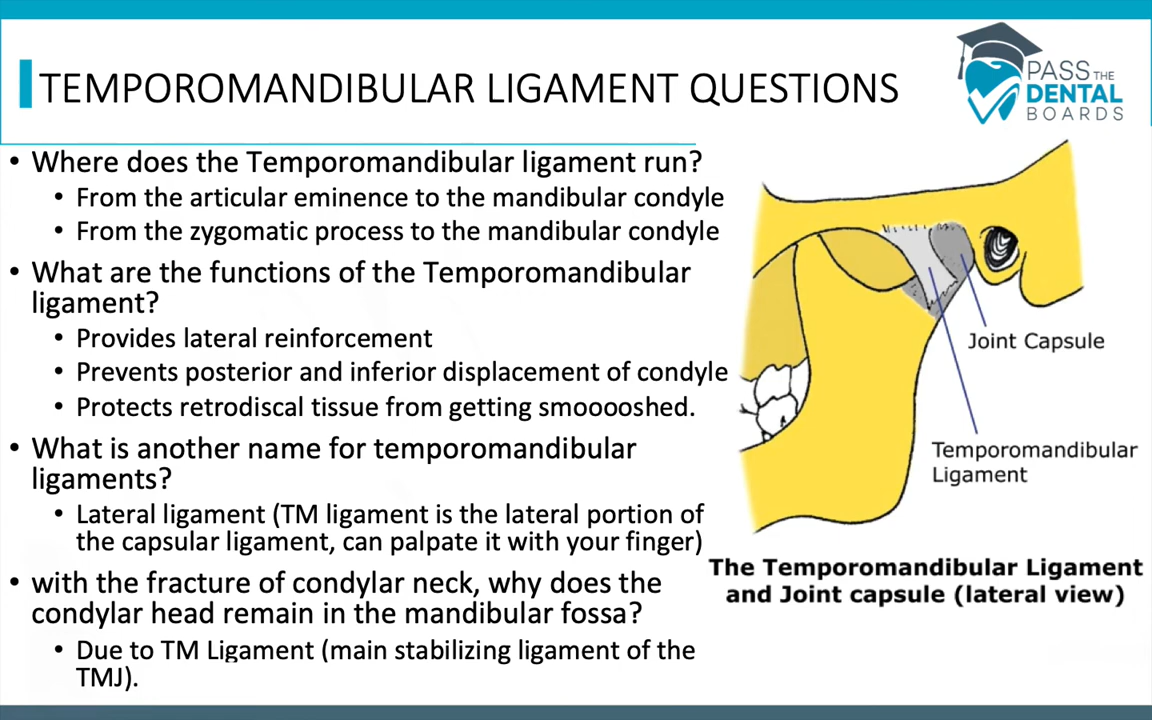 TEMPOROMANDIBULAR LIGAMENT QUESTIONS
PASS THE
DENTAL
BOARDS
• Where does the Temporomandibular ligament run?
• From the articular eminence to the mandibular condyle
• From the zygomatic process to the mandibular condyle
• What are the functions of the Temporomandibular
ligament?
• Provides lateral reinforcement
• Prevents posterior and inferior displacement of condyle
• Protects retrodiscal tissue from getting smooooshed.
• What is another name for temporomandibular
ligaments?
• Lateral ligament (TM ligament is the lateral portion of
the capsular ligament, can palpate it with your finger)
• with the fracture of condylar neck, why does the
condylar head remain in the mandibular fossa?
• Due to TM Ligament (main stabilizing ligament of the
TMJ).
Joint Capsule
Temporomandibular
Ligament
The Temporomandibular Ligament
and Joint capsule (lateral view)